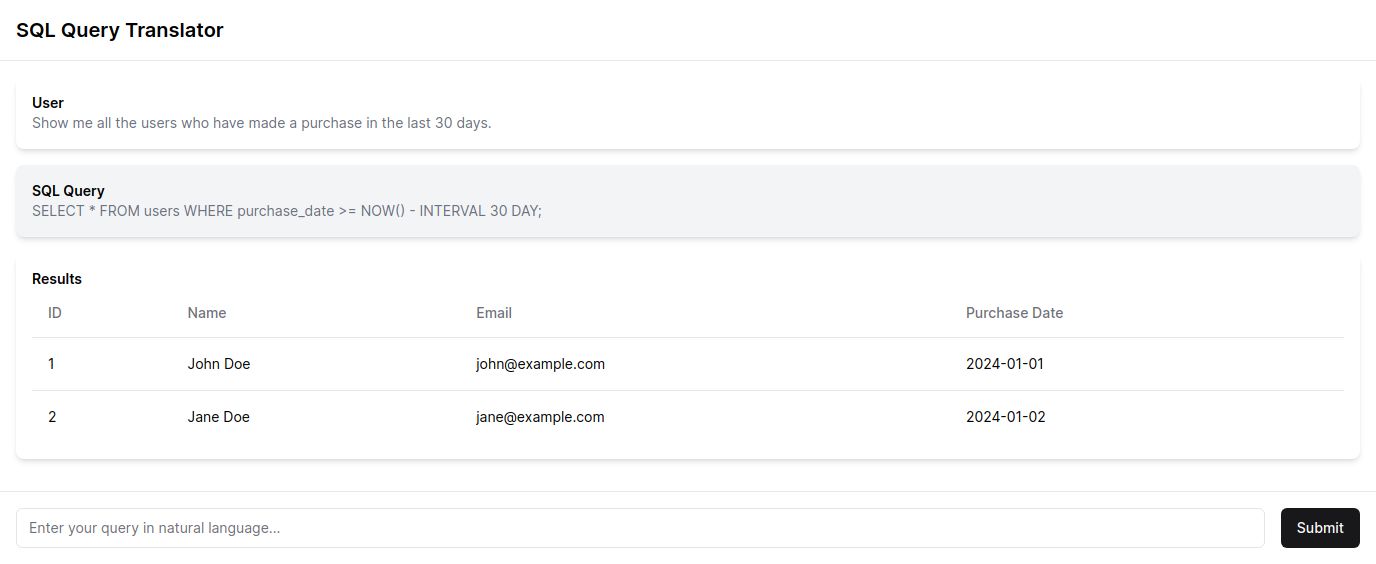 SQL Query Translator
User
Show me all the users who have made a purchase in the last 30 days.
SQL Query
SELECT * FROM users WHERE purchase_date >= NOW() - INTERVAL 30 DAY;
Results
ID Name Email Purchase Date
1 John Doe john@example.com 2024-01-01
2 Jane Doe jane@example.com 2024-01-02
Enter your query in natural language... Submit